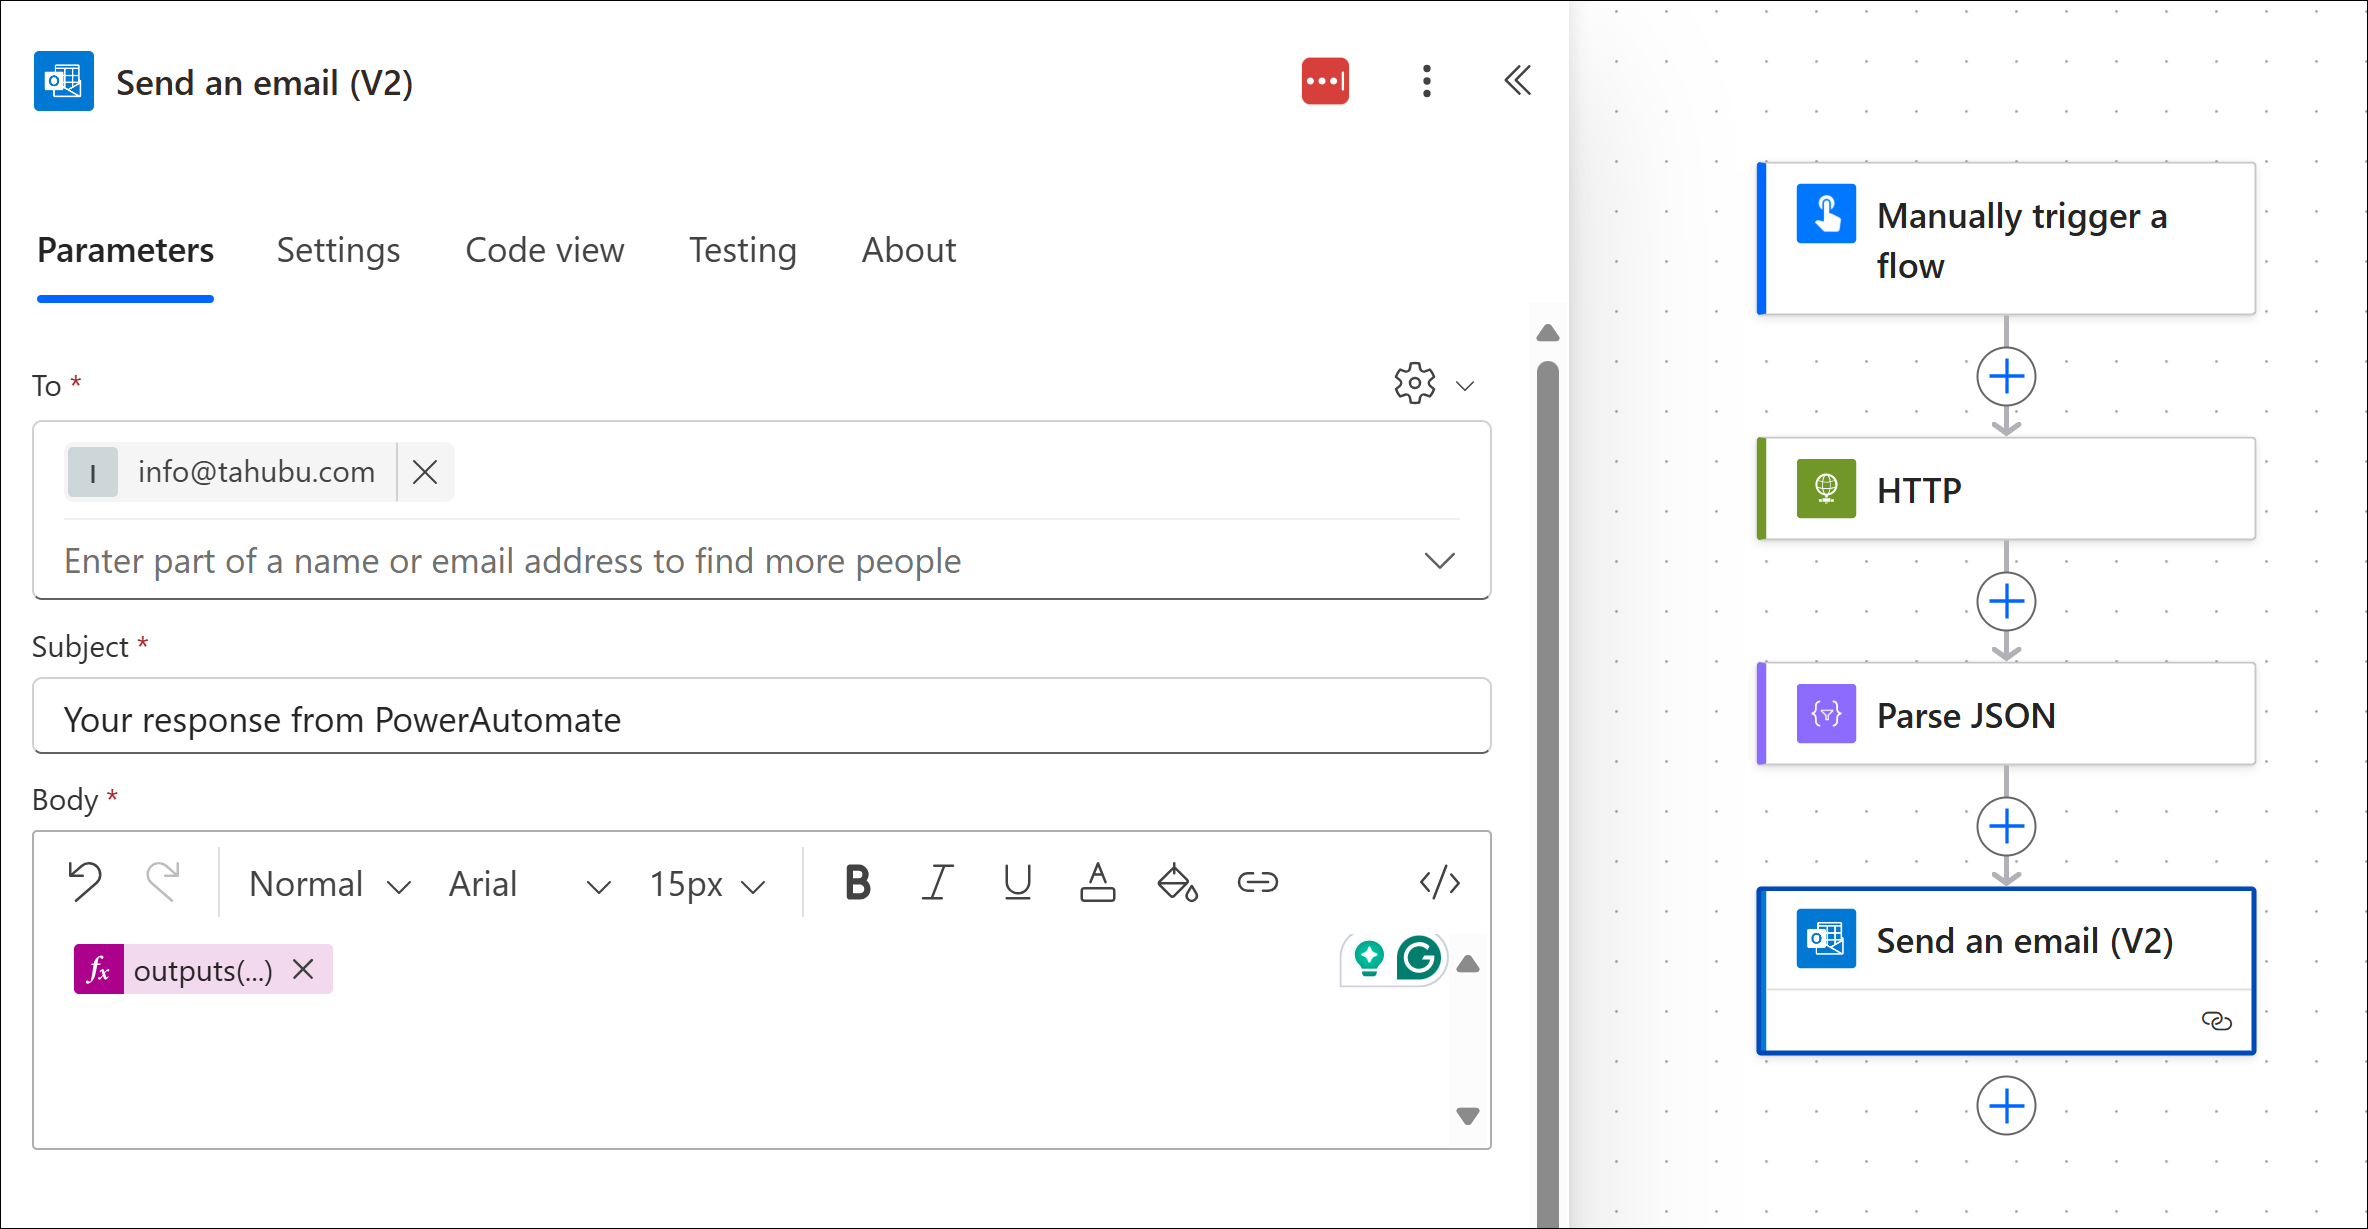 Send an email (V2)
Parameters
Settings
Code view
Testing
About
To *
I
info@tahubu.com
Enter part of a name or email address to find more people
Subject *
Your response from PowerAutomate
Body *
Normal
Arial
15px
B
I
U
A
</>
fx
outputs(...)
G
Manually trigger a
flow
HTTP
Parse JSON
Send an email (V2)